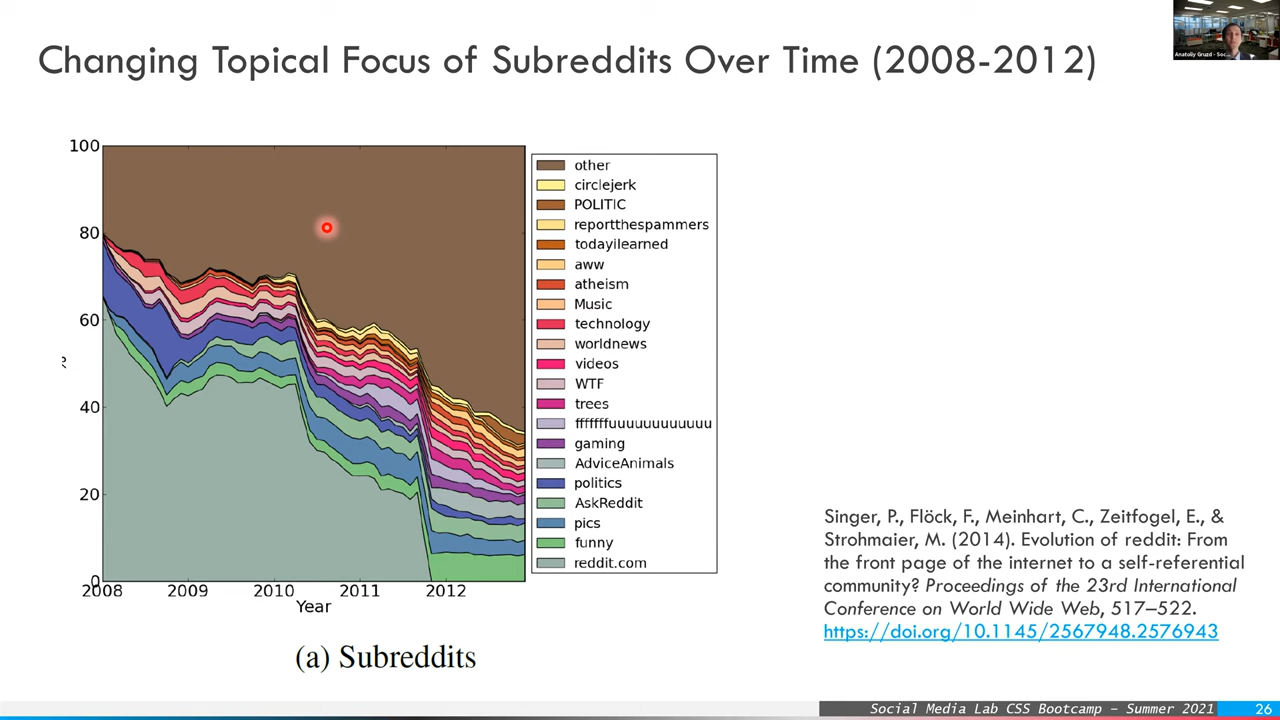 Changing Topical Focus of Subreddits Over Time (2008-2012)
Anatoliy Gruzd - Soc...
100
80
60
40
20
0
%
2008 2009 2010 2011 2012
Year
other
circlejerk
POLITIC
reportthespammers
todayilearned
aww
atheism
Music
technology
worldnews
videos
WTF
trees
fffffffuuuuuuuuuuuu
gaming
AdviceAnimals
politics
AskReddit
pics
funny
reddit.com
(a) Subreddits
Singer, P., Flöck, F., Meinhart, C., Zeitfogel, E., &
Strohmaier, M. (2014). Evolution of reddit: From
the front page of the internet to a self-referential
community? Proceedings of the 23rd International
Conference on World Wide Web, 517–522.
https://doi.org/10.1145/2567948.2576943
Social Media Lab CSS Bootcamp – Summer 2021
26